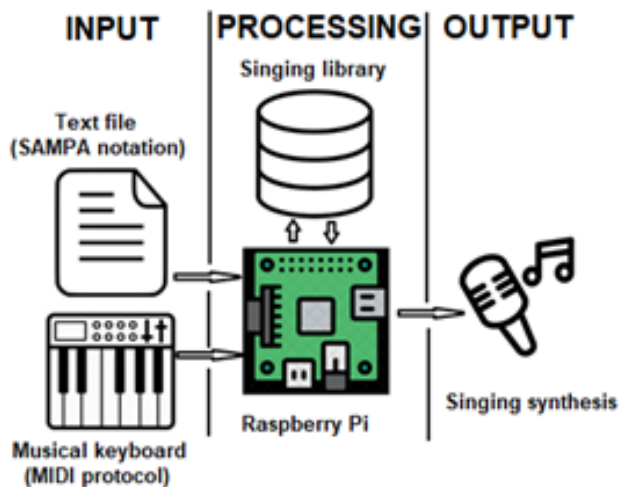 INPUT
PROCESSING
OUTPUT
Singing library
Text file
(SAMPA notation)
Raspberry Pi
Singing synthesis
Musical keyboard
(MIDI protocol)